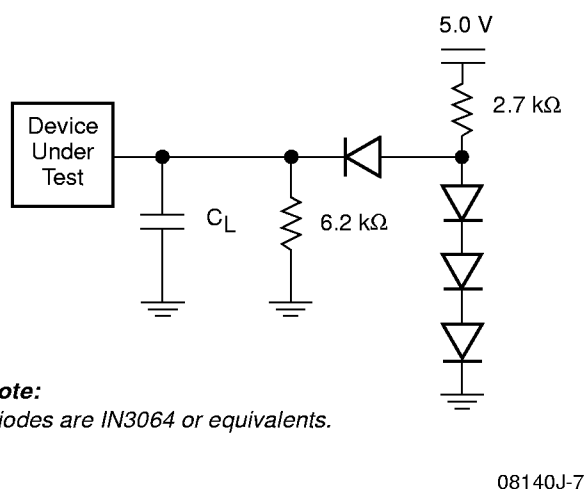 5.0 V
2.7 kΩ
Device
Under
Test
CL
6.2 kΩ
ote:
iodes are IN3064 or equivalents.
08140J-7